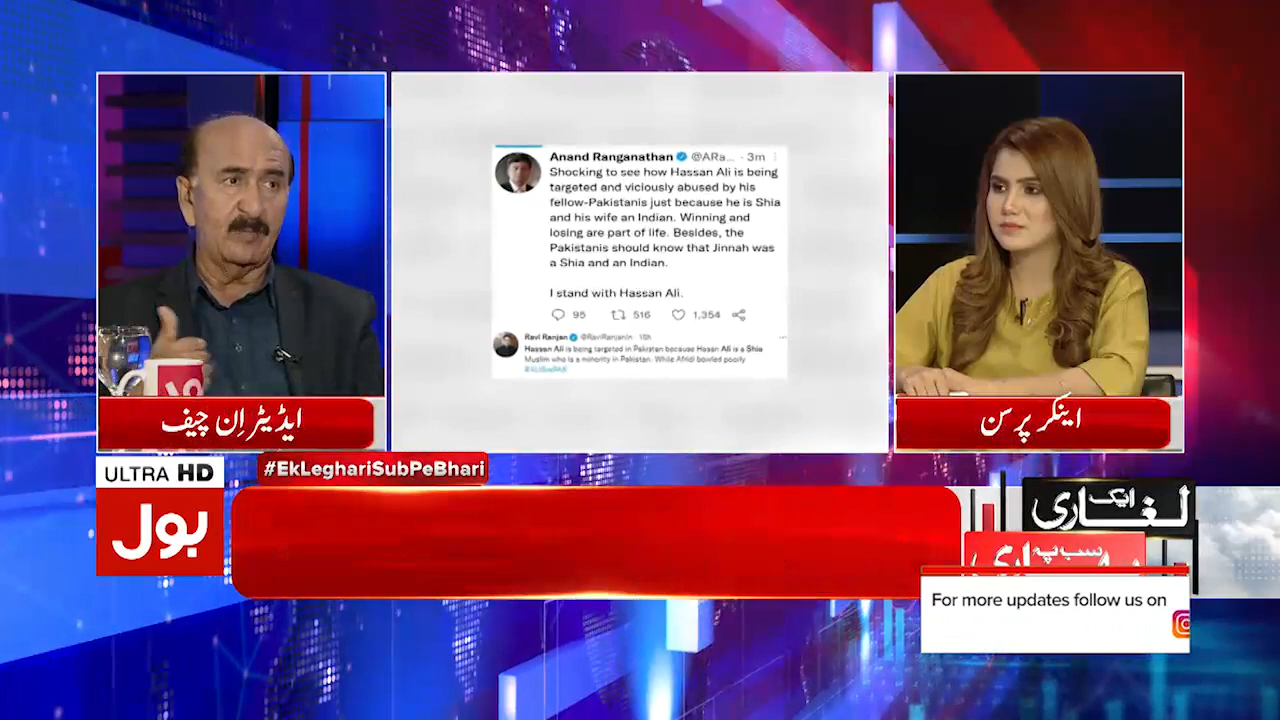 Anand Ranganathan @ARa... · 3m
Shocking to see how Hassan Ali is being
targeted and viciously abused by his
fellow-Pakistanis just because he is Shia
and his wife an Indian. Winning and
losing are part of life. Besides, the
Pakistanis should know that Jinnah was
a Shia and an Indian.
I stand with Hassan Ali.
95 516 1,354
Ravi Ranjan @RaviRanjanIn · 15h
Hassan Ali is being targeted in Pakistan because Hasan Ali is a Shia
Muslim who is a minority in Pakistan. While Afridi bowled poorly
ایڈیٹر اِن چیف
اینکر پرسن
ULTRA HD
#EkLeghariSubPeBhari
بول
ایک
لغاری
سب پہ
For more updates follow us on